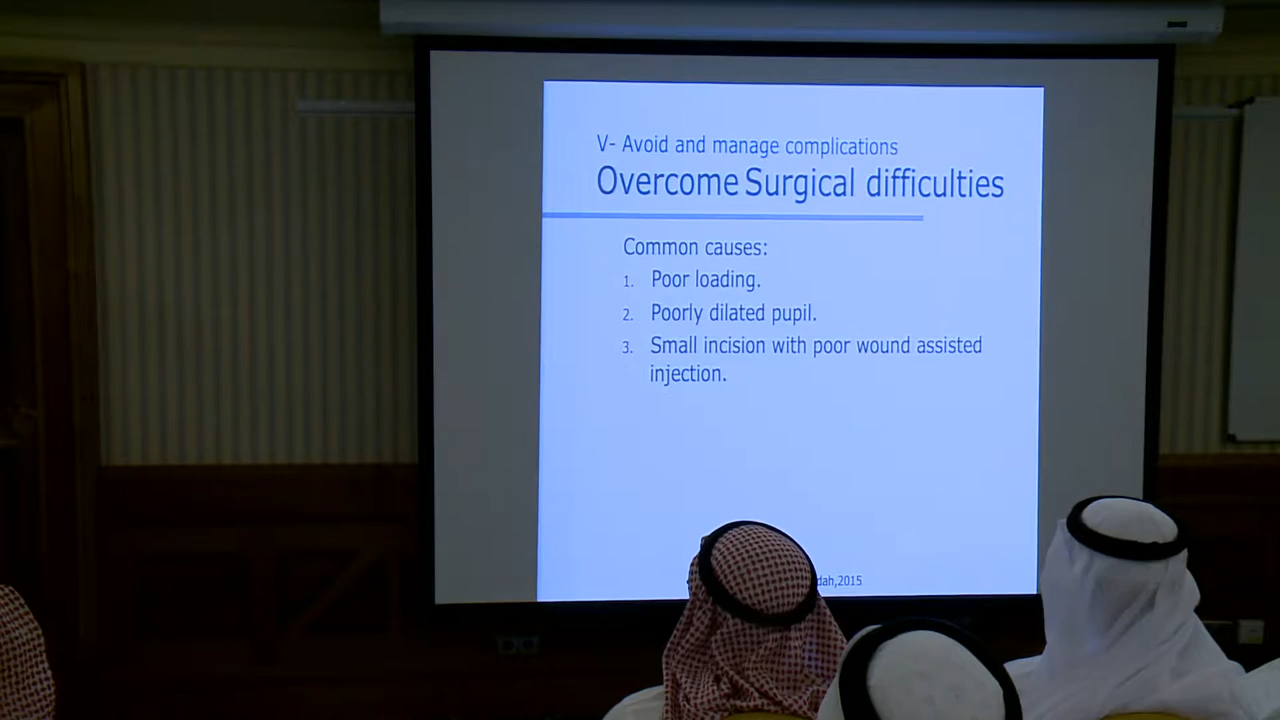 V- Avoid and manage complications
Overcome Surgical difficulties
Common causes:
1. Poor loading.
2. Poorly dilated pupil.
3. Small incision with poor wound assisted
injection.
2015